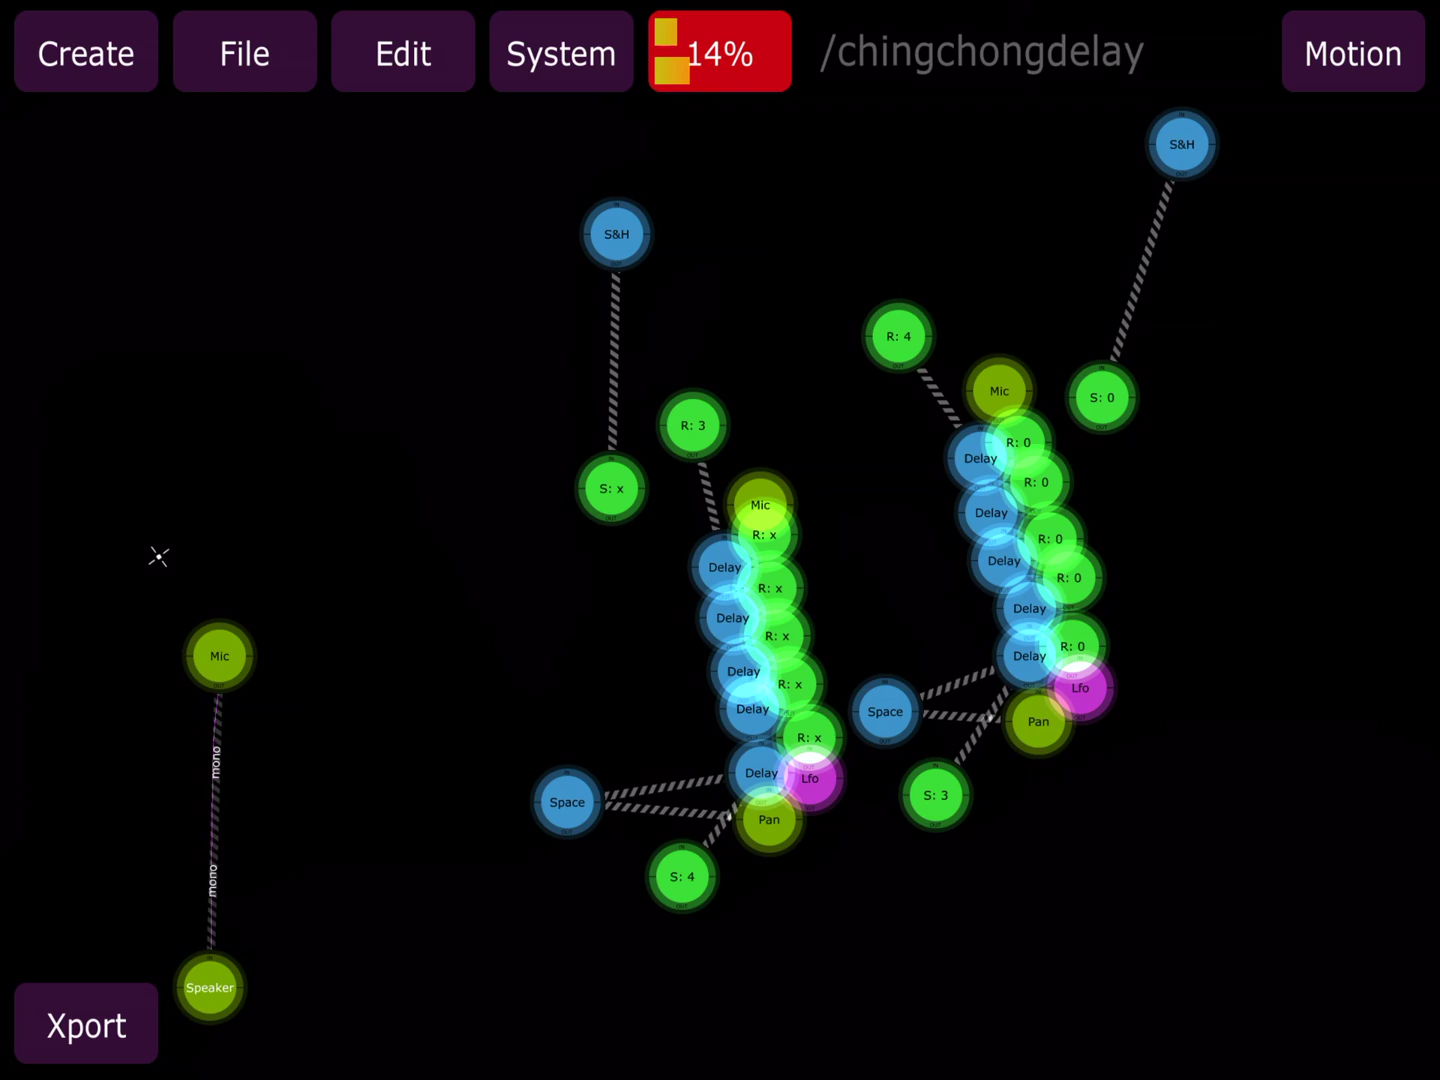 Create File Edit System 14% /chingchongdelay Motion
S&H
S&H
R: 4
Mic
S: 0
R: 3
R: 0
Delay
R: 0
S: x
Mic
Delay
R: x
R: 0
Delay
Delay
R: 0
R: x
Delay
Delay
R: x
R: 0
Mic
Delay
Delay
R: x
Lfo
Delay
Space
Pan
R: x
mono
Delay
Lfo
S: 3
Space
Pan
mono
S: 4
Speaker
Xport